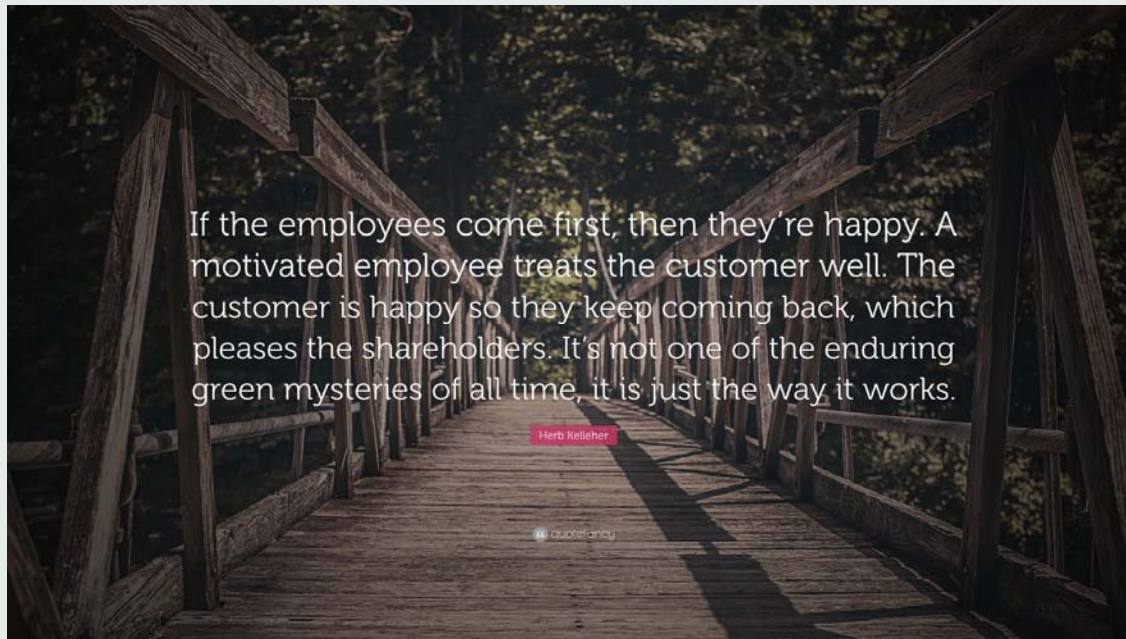 If the employees come first, then they're happy. A
motivated employee treats the customer well. The
customer is happy so they keep coming back, which
pleases the shareholders. It's not one of the enduring
green mysteries of all time, it is just the way it works.
Herb Kelleher
quotefancy